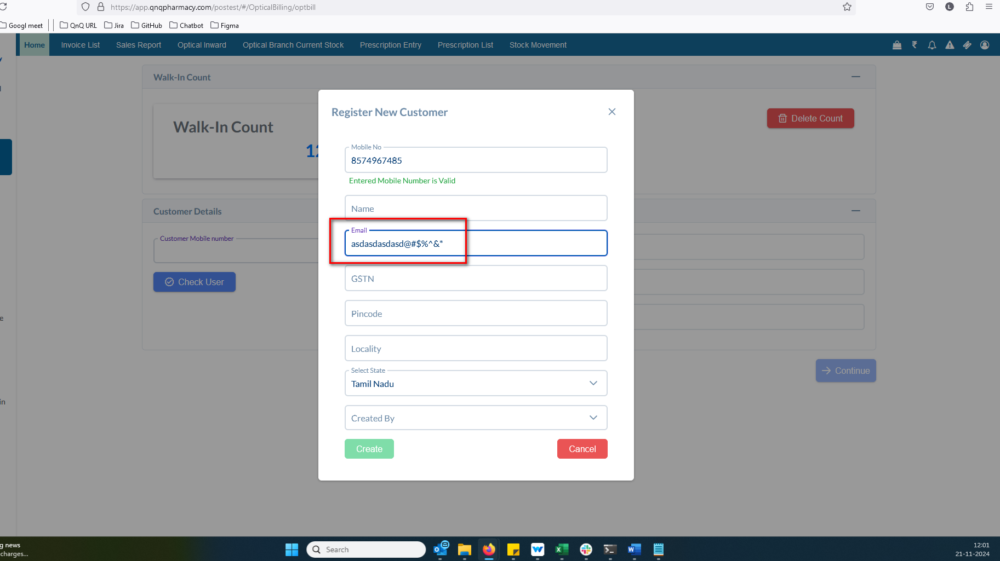 https://app.qnqpharmacy.com/postest/#/OpticalBilling/optbill
L
Googl meet
QnQ URL
Jira
GitHub
Chatbot
Figma
Home
Invoice List
Sales Report
Optical Inward
Optical Branch Current Stock
Prescription Entry
Prescription List
Stock Movement
Walk-In Count
Walk-In Count
Delete Count
Register New Customer
Mobile No
8574967485
Entered Mobile Number is Valid
Name
Email
asdasdasdasd@#$%^&*
GSTN
Pincode
Locality
Select State
Tamil Nadu
Created By
Create
Cancel
Customer Details
Customer Mobile number
Check User
Continue
e
in
g news
charges...
Search
12:01
21-11-2024